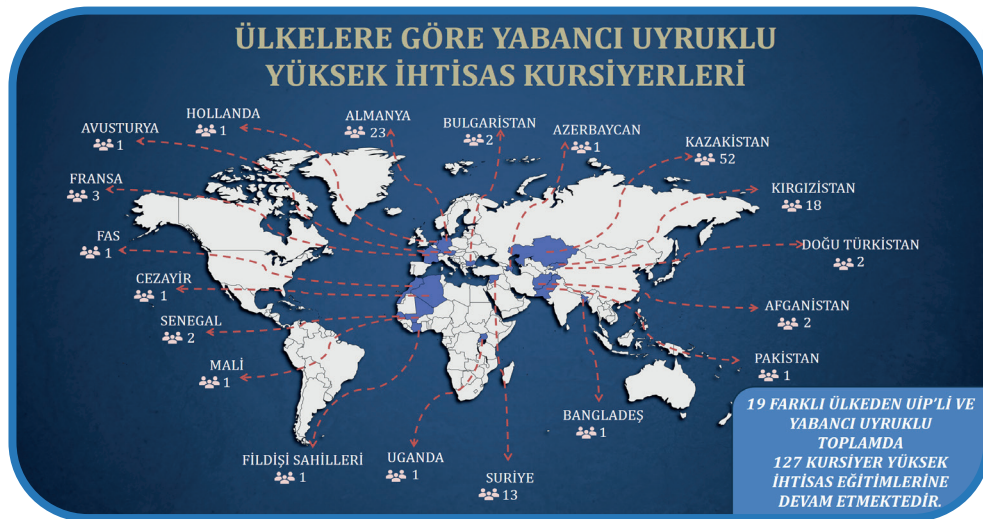 ÜLKELERE GÖRE YABANCI UYRUKLU
YÜKSEK İHTİSAS KURSİYERLERİ
HOLLANDA
1
ALMANYA
23
BULGARİSTAN
2
AZERBAYCAN
1
AVUSTURYA
1
KAZAKİSTAN
52
FRANSA
3
KIRGIZİSTAN
18
FAS
1
DOĞU TÜRKİSTAN
2
CEZAYİR
1
AFGANİSTAN
2
SENEGAL
2
PAKİSTAN
1
MALİ
1
BANGLADEŞ
1
FİLDİŞİ SAHİLLERİ
1
UGANDA
1
SURİYE
13
19 FARKLI ÜLKEDEN UİP'Lİ VE
YABANCI UYRUKLU
TOPLAMDA
127 KURSİYER YÜKSEK
İHTİSAS EĞİTİMLERİNE
DEVAM ETMEKTEDİR.